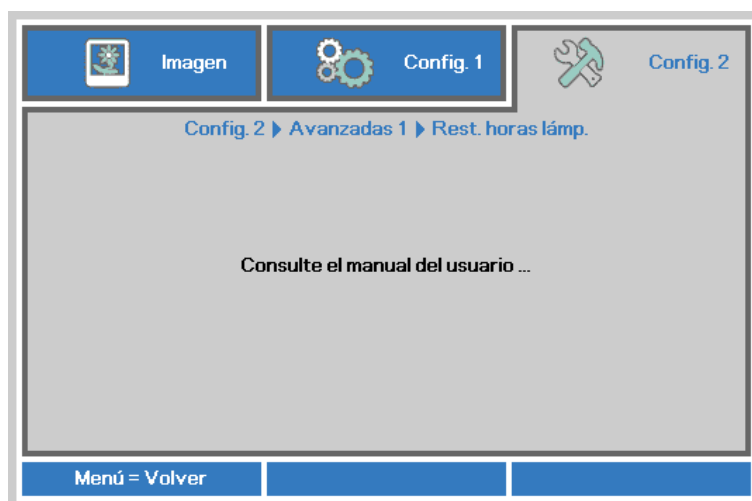 Imagen
Config. 1
Config. 2
Config. 2 ▶ Avanzadas 1 ▶ Rest. horas lámp.
Consulte el manual del usuario ...
Menú = Volver